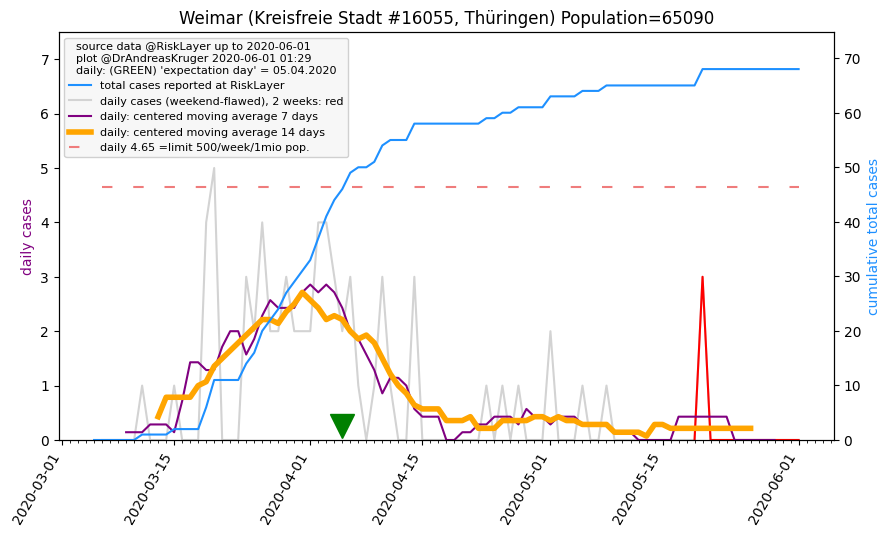 Weimar (Kreisfreie Stadt #16055, Thüringen) Population=65090
source data @RiskLayer up to 2020-06-01
plot @DrAndreasKruger 2020-06-01 01:29
daily: (GREEN) 'expectation day' = 05.04.2020
total cases reported at RiskLayer
daily cases (weekend-flawed), 2 weeks: red
daily: centered moving average 7 days
daily: centered moving average 14 days
daily 4.65 =limit 500/week/1mio pop.
daily cases
7
6
5
4
3
2
1
0
70
60
50
40
30
20
10
0
cumulative total cases
2020-03-01
2020-03-15
2020-04-01
2020-04-15
2020-05-01
2020-05-15
2020-06-01